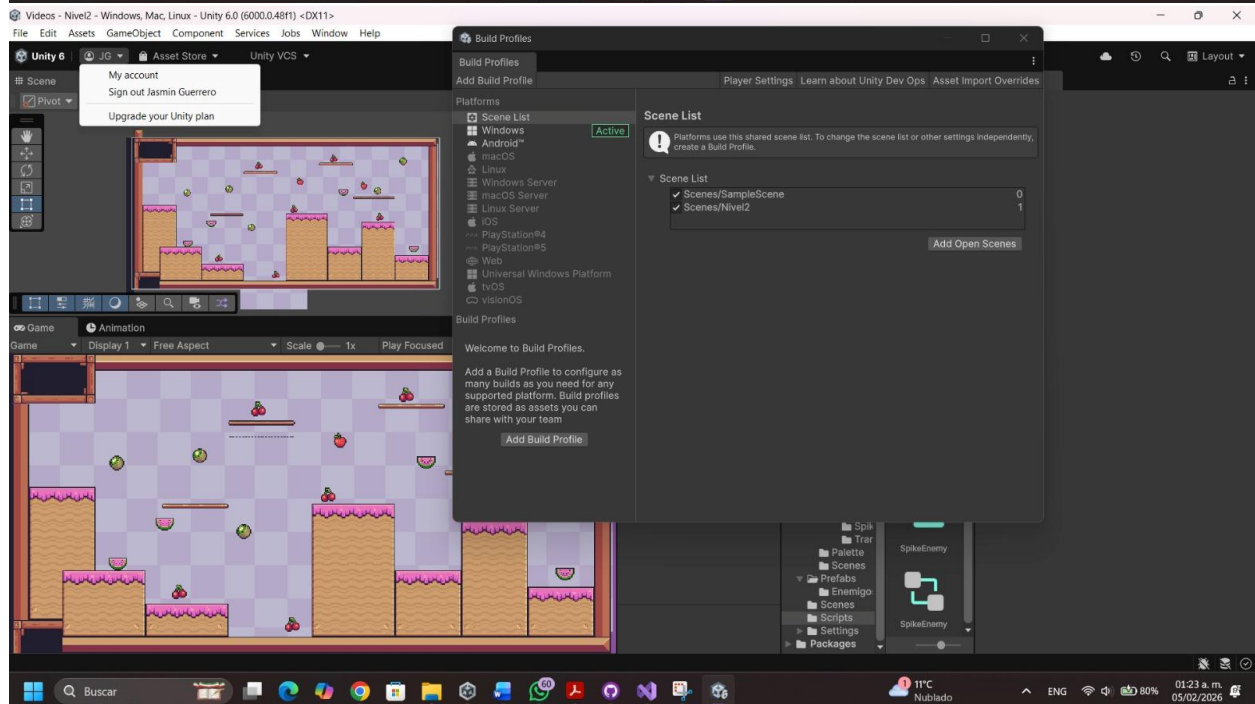 Videos - Nivel2 - Windows, Mac, Linux - Unity 6.0 (6000.0.48f1) <DX11>
File Edit Assets GameObject Component Services Jobs Window Help
Unity 6 JG Asset Store Unity VCS Layout
My account
Sign out Jasmin Guerrero
Upgrade your Unity plan
Scene
Pivot
Build Profiles
Build Profiles
Add Build Profile Player Settings Learn about Unity Dev Ops Asset Import Overrides
Platforms
Scene List
Windows Active
Android™
macOS
Linux
Windows Server
macOS Server
Linux Server
iOS
PlayStation®4
PlayStation®5
Web
Universal Windows Platform
tvOS
visionOS
Build Profiles
Welcome to Build Profiles.
Add a Build Profile to configure as
many builds as you need for any
supported platform. Build profiles
are stored as assets you can
share with your team
Add Build Profile
Scene List
Platforms use this shared scene list. To change the scene list or other settings independently,
create a Build Profile.
Scene List
Scenes/SampleScene 0
Scenes/Nivel2 1
Add Open Scenes
Game Animation
Game Display 1 Free Aspect Scale 1x Play Focused
Spik
Trar
Palette
Scenes
Prefabs
Enemigo
Scenes
Scripts
Settings
Packages
SpikeEnemy
SpikeEnemy
Buscar
60
1
11°C
Nublado
ENG
80%
01:23 a. m.
05/02/2026